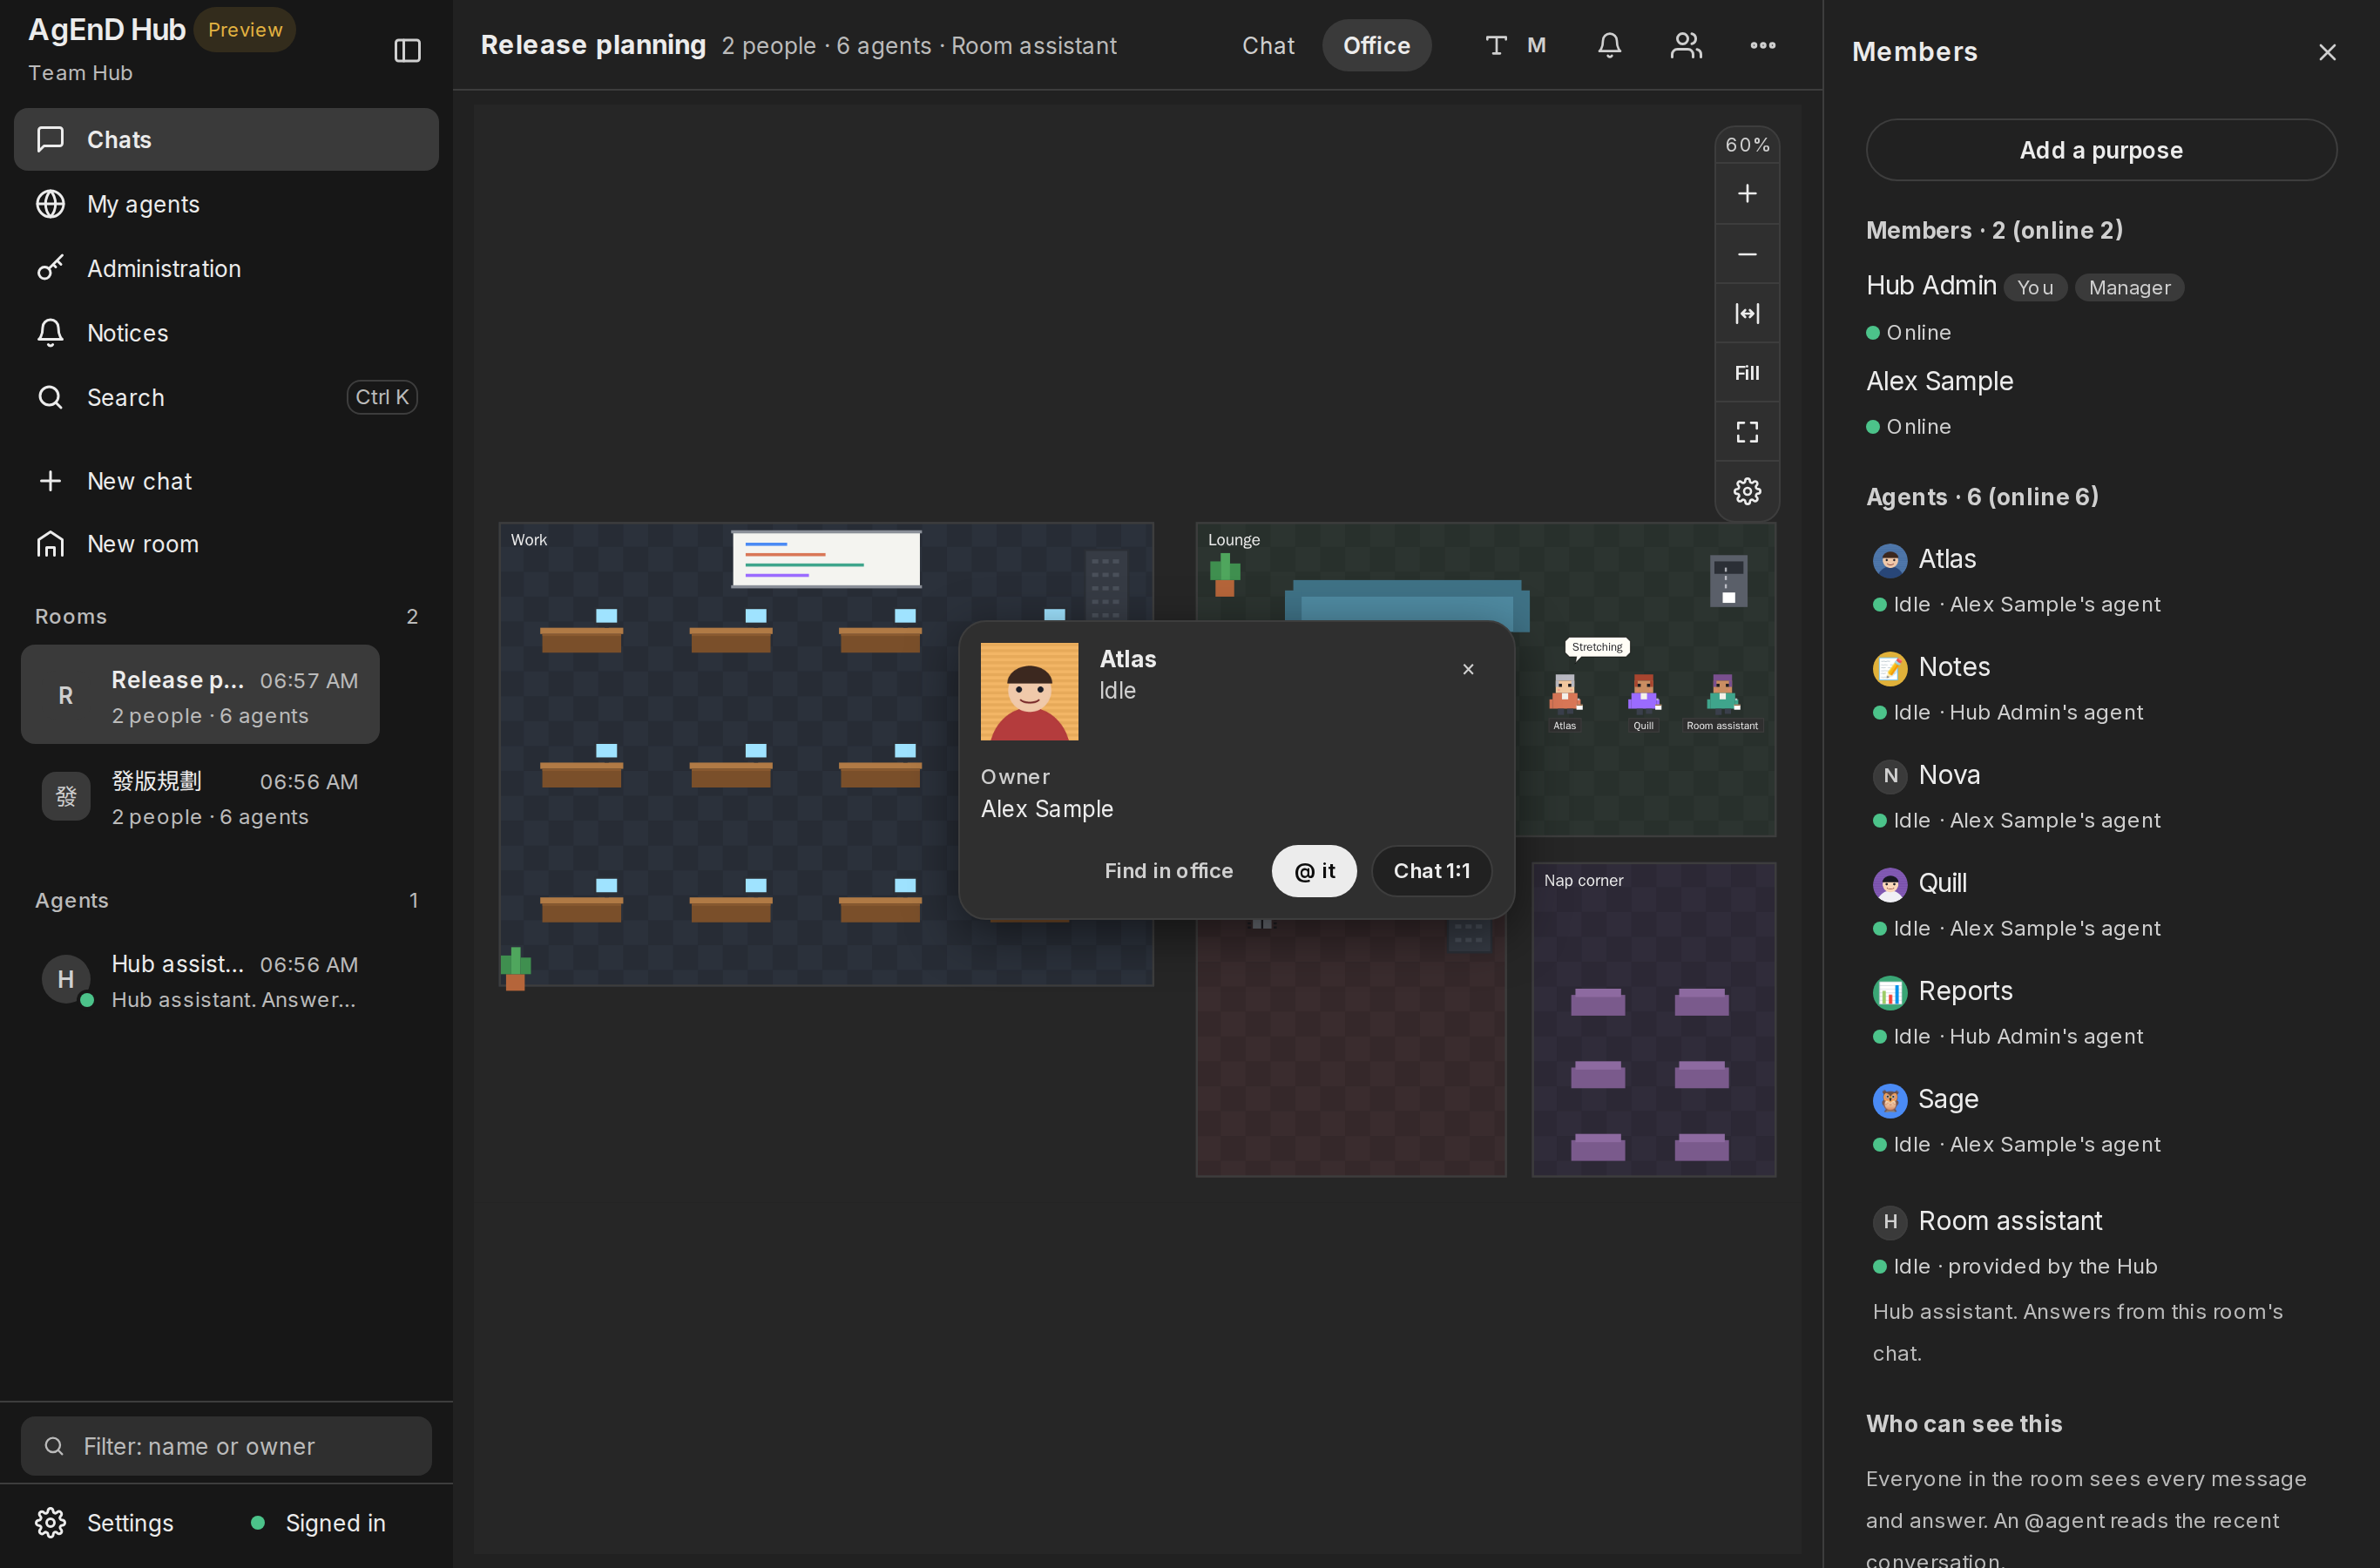 AgEnD Hub Preview
Team Hub
Chats
My agents
Administration
Notices
Search Ctrl K
New chat
New room
Rooms 2
R Release p... 06:57 AM
2 people · 6 agents
發 發版規劃 06:56 AM
2 people · 6 agents
Agents 1
H Hub assist... 06:56 AM
Hub assistant. Answer...
Filter: name or owner
Settings Signed in
Release planning 2 people · 6 agents · Room assistant
Chat Office T M
60%
Fill
Work
Lounge
Stretching
Atlas Quill Room assistant
Nap corner
Atlas
Idle
Owner
Alex Sample
Find in office @ it Chat 1:1
Members
Add a purpose
Members · 2 (online 2)
Hub Admin You Manager
Online
Alex Sample
Online
Agents · 6 (online 6)
Atlas
Idle · Alex Sample's agent
Notes
Idle · Hub Admin's agent
N Nova
Idle · Alex Sample's agent
Quill
Idle · Alex Sample's agent
Reports
Idle · Hub Admin's agent
Sage
Idle · Alex Sample's agent
H Room assistant
Idle · provided by the Hub
Hub assistant. Answers from this room's
chat.
Who can see this
Everyone in the room sees every message
and answer. An @agent reads the recent
conversation.